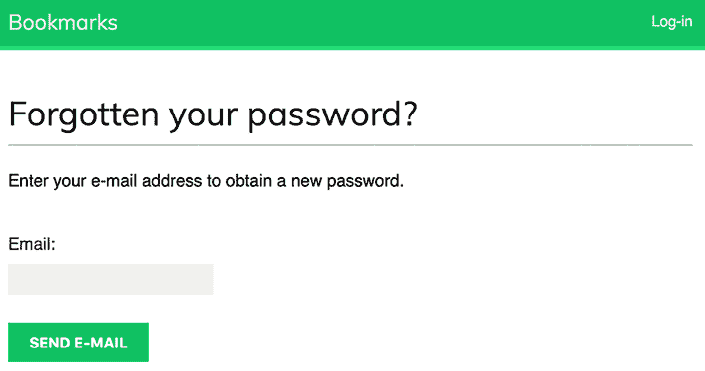 Bookmarks
Log-in
Forgotten your password?
Enter your e-mail address to obtain a new password.
Email:
SEND E-MAIL